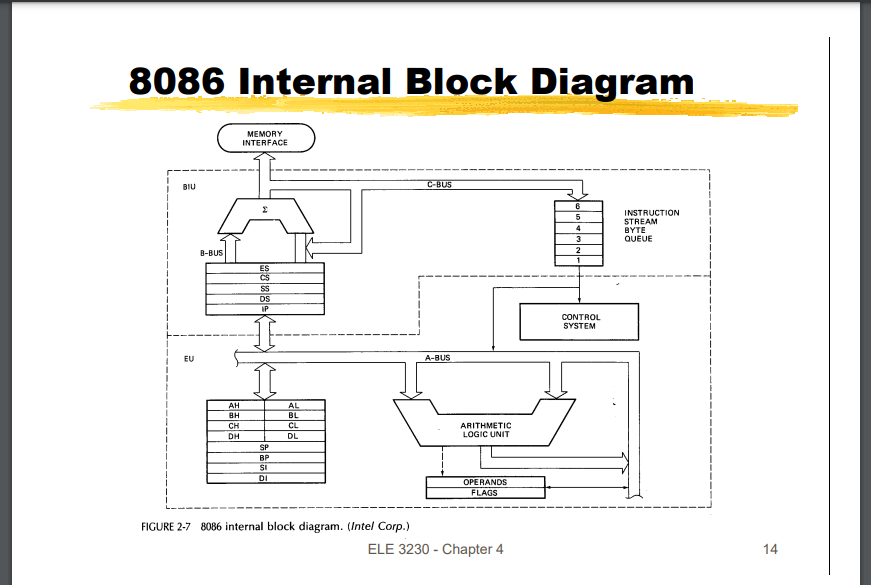 8086 Internal Block Diagram
MEMORY
INTERFACE
BIU
C-BUS
Σ
6
5
4
3
2
1
INSTRUCTION
STREAM
BYTE
QUEUE
B-BUS
ES
CS
SS
DS
IP
CONTROL
SYSTEM
EU
A-BUS
AH AL
BH BL
CH CL
DH DL
SP
BP
SI
DI
ARITHMETIC
LOGIC UNIT
OPERANDS
FLAGS
FIGURE 2-7 8086 internal block diagram. (Intel Corp.)
ELE 3230 - Chapter 4
14